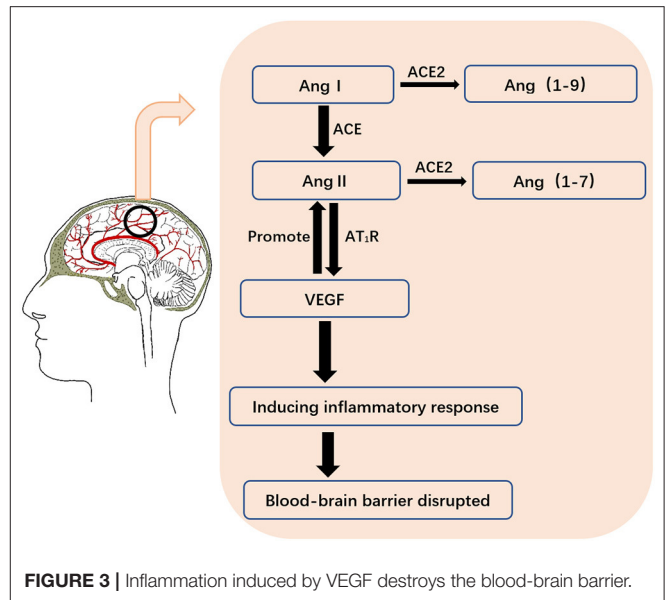 Ang I
ACE2
Ang (1-9)
ACE
Ang II
ACE2
Ang (1-7)
Promote
AT₁R
VEGF
Inducing inflammatory response
Blood-brain barrier disrupted
FIGURE 3 | Inflammation induced by VEGF destroys the blood-brain barrier.